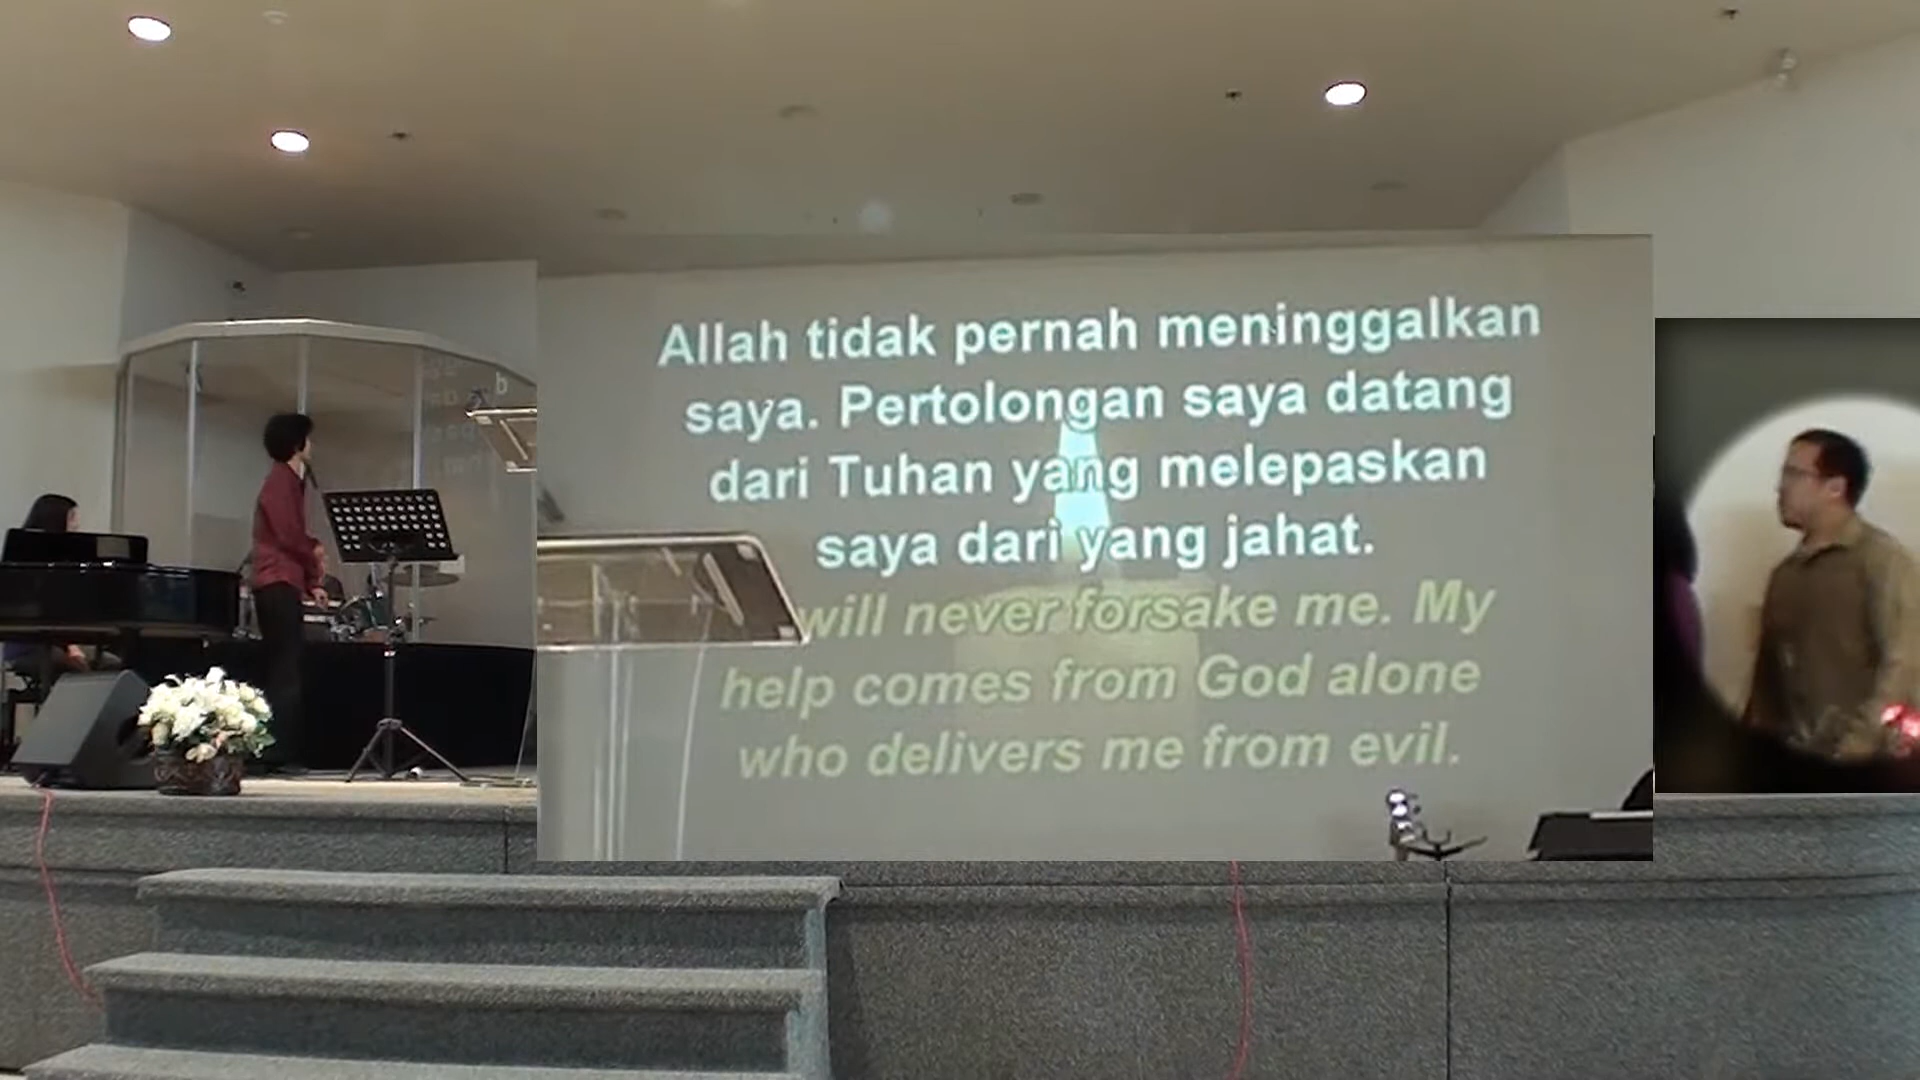 Allah tidak pernah meninggalkan
saya. Pertolongan saya datang
dari Tuhan yang melepaskan
saya dari yang jahat.
will never forsake me. My
help comes from God alone
who delivers me from evil.
b